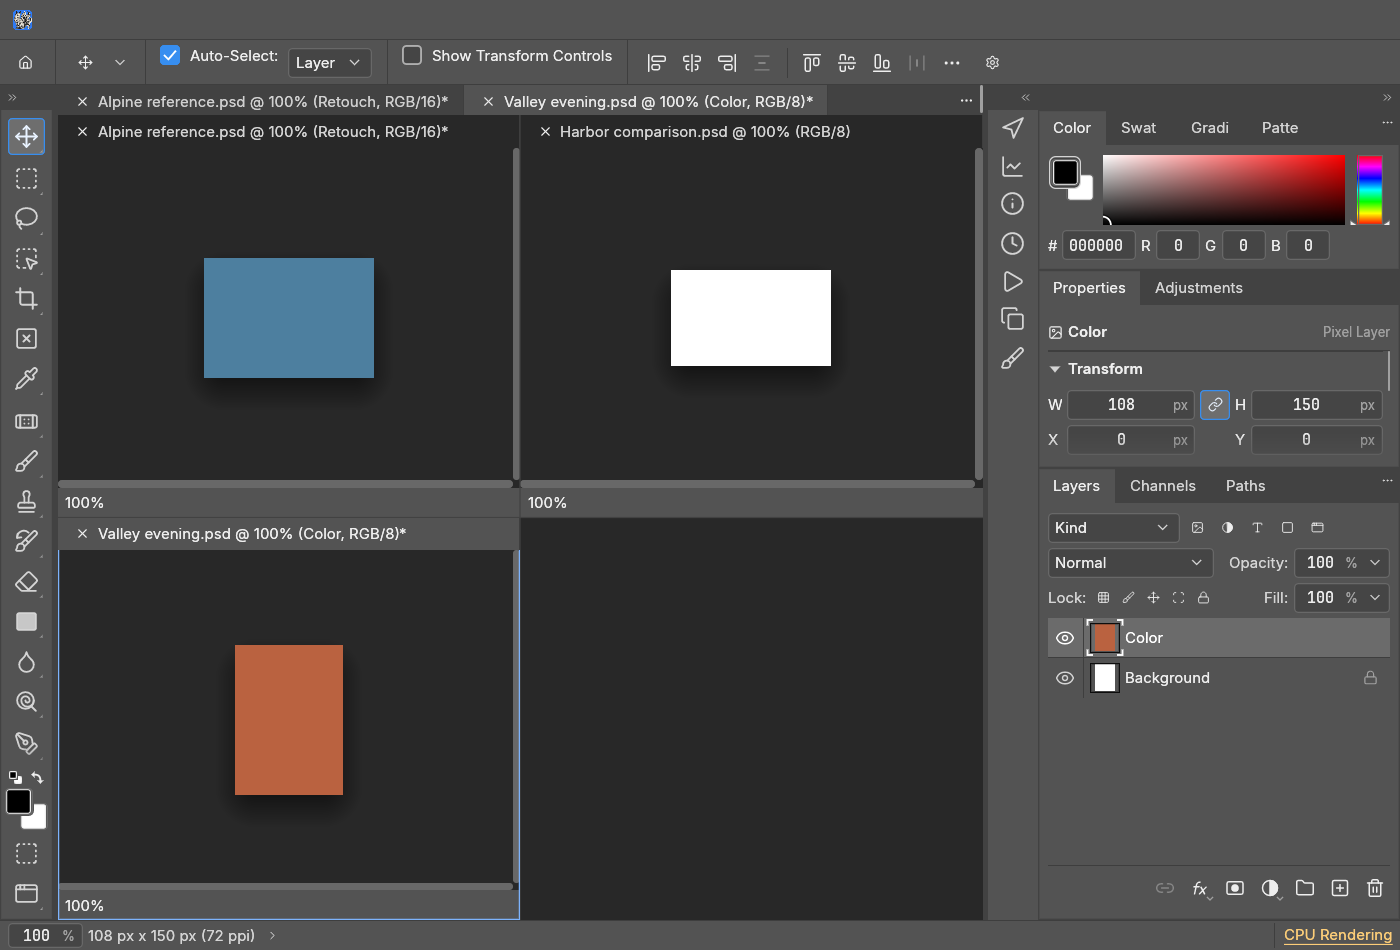 Auto-Select: Layer Show Transform Controls
Alpine reference.psd @ 100% (Retouch, RGB/16)* Valley evening.psd @ 100% (Color, RGB/8)*
Alpine reference.psd @ 100% (Retouch, RGB/16)* Harbor comparison.psd @ 100% (RGB/8)
100% 100%
Valley evening.psd @ 100% (Color, RGB/8)*
100%
Color Swat Gradi Patte
# 000000 R 0 G 0 B 0
Properties Adjustments
Color Pixel Layer
Transform
W 108 px H 150 px
X 0 px Y 0 px
Layers Channels Paths
Kind T
Normal Opacity: 100 %
Lock: Fill: 100 %
Color
Background
fx
100 % 108 px x 150 px (72 ppi) CPU Rendering